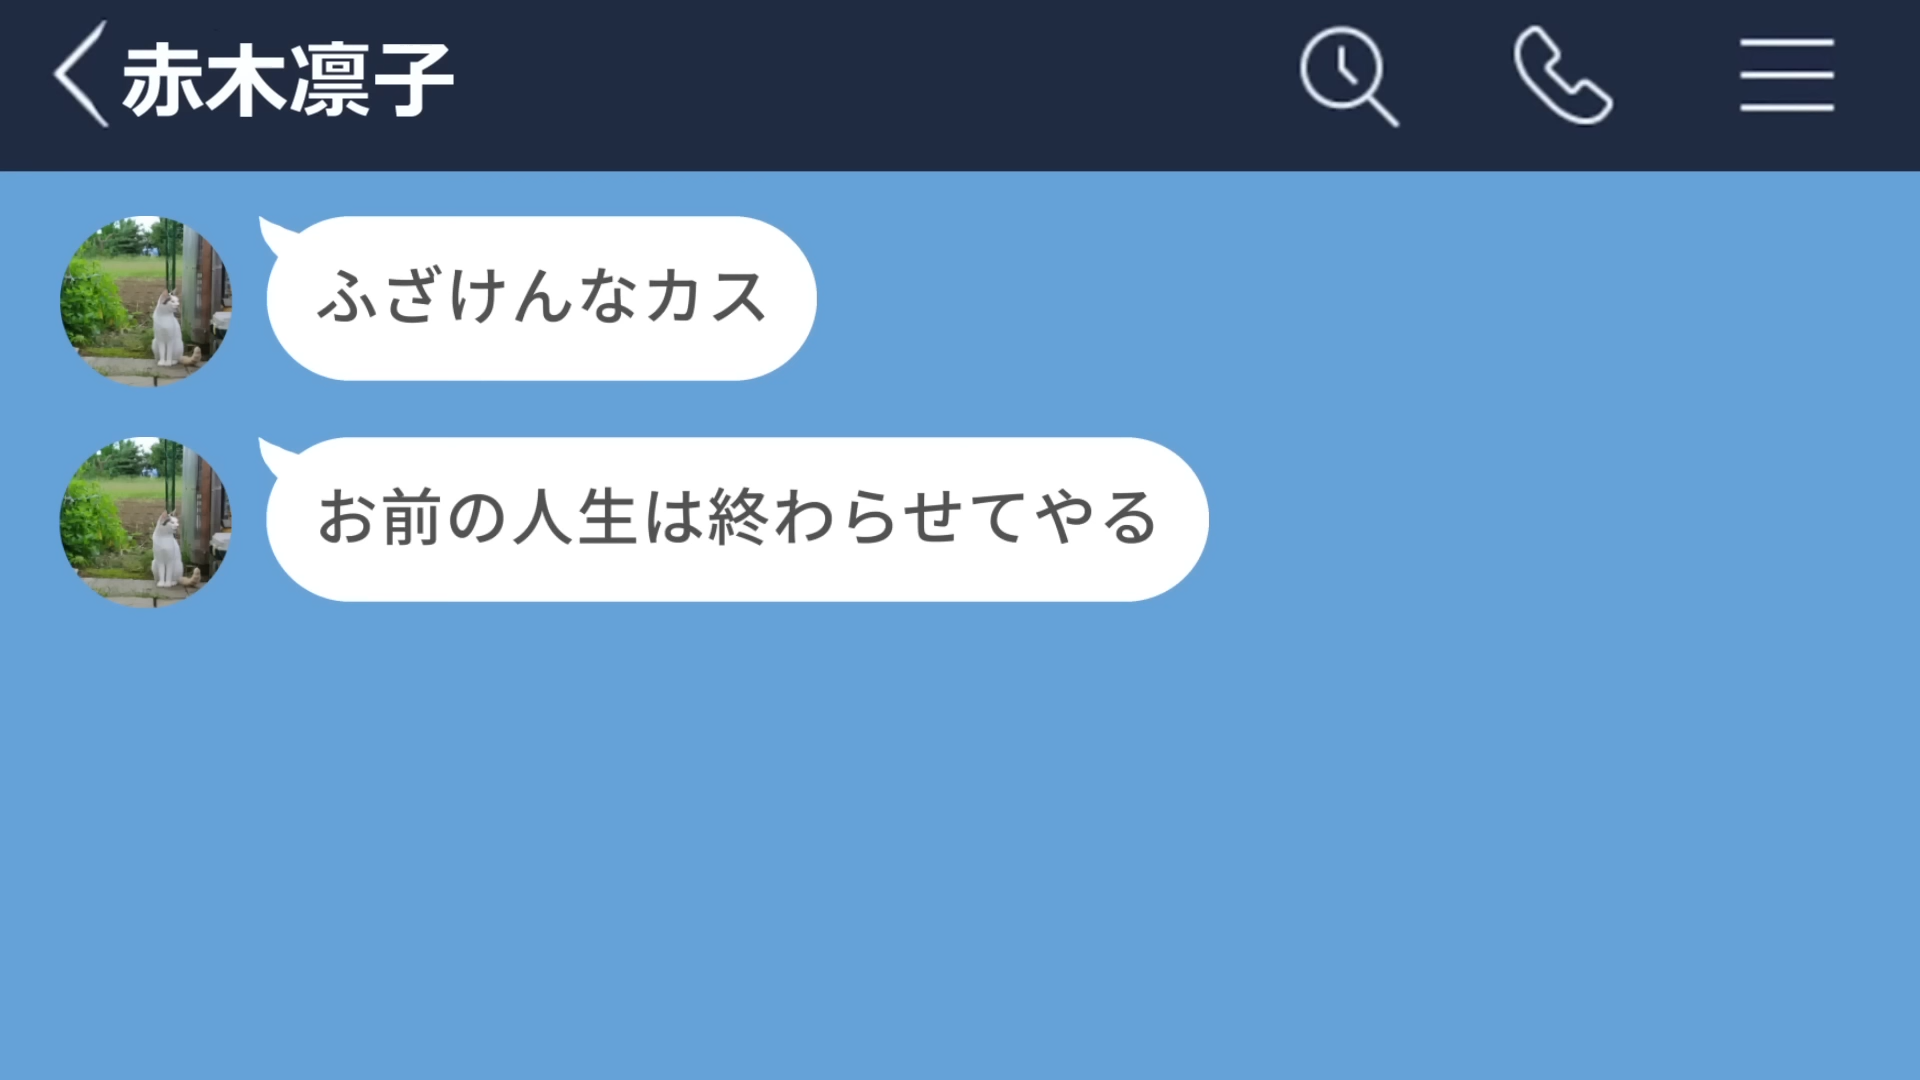 赤木凛子
ふざけんなカス
お前の人生は終わらせてやる